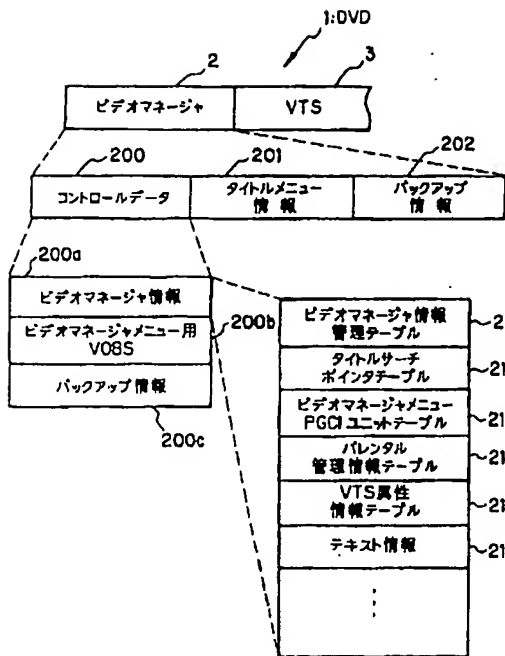 1:DVD
2
3
ビデオマネージャ
VTS
200
201
202
コントロールデータ
タイトルメニュー
情 報
バックアップ
情 報
200a
ビデオマネージャ情報
ビデオマネージャメニュー用
VOBS
200b
バックアップ情報
200c
ビデオマネージャ情報
管理テーブル
2
タイトルサーチ
ポインタテーブル
21
ビデオマネージャメニュー
PGCIユニットテーブル
21
パレンタル
管理情報テーブル
21
VTS属性
情報テーブル
21
テキスト情報
21